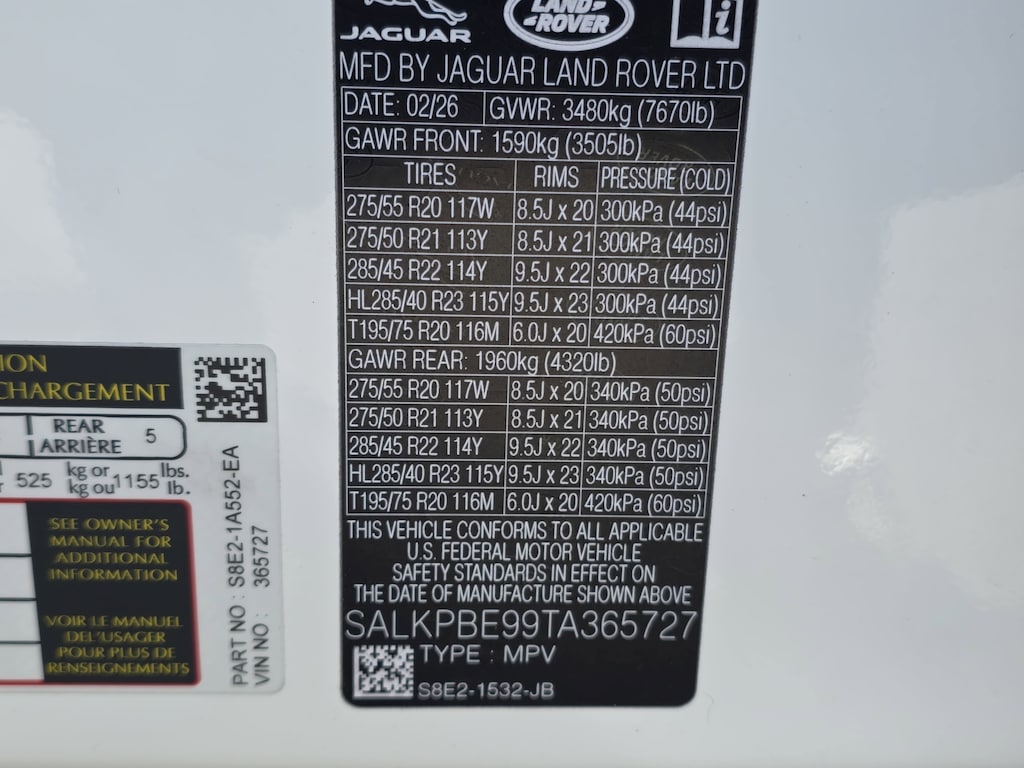 JAGUAR
LAND
ROVER
MFD BY JAGUAR LAND ROVER LTD
DATE: 02/26 GVWR: 3480kg (7670lb)
GAWR FRONT: 1590kg (3505lb)
TIRES RIMS PRESSURE (COLD)
275/55 R20 117W 8.5J x 20 300kPa (44psi)
275/50 R21 113Y 8.5J x 21 300kPa (44psi)
285/45 R22 114Y 9.5J x 22 300kPa (44psi)
HL285/40 R23 115Y 9.5J x 23 300kPa (44psi)
T195/75 R20 116M 6.0J x 20 420kPa (60psi)
GAWR REAR: 1960kg (4320lb)
275/55 R20 117W 8.5J x 20 340kPa (50psi)
275/50 R21 113Y 8.5J x 21 340kPa (50psi)
285/45 R22 114Y 9.5J x 22 340kPa (50psi)
HL285/40 R23 115Y 9.5J x 23 340kPa (50psi)
T195/75 R20 116M 6.0J x 20 420kPa (60psi)
THIS VEHICLE CONFORMS TO ALL APPLICABLE
U.S. FEDERAL MOTOR VEHICLE
SAFETY STANDARDS IN EFFECT ON
THE DATE OF MANUFACTURE SHOWN ABOVE
SALKPBE99TA365727
TYPE : MPV
S8E2-1532-JB
ION
CHARGEMENT
REAR
ARRIÈRE 5
525 kg or 1155 lbs.
kg ou lb.
SEE OWNER'S
MANUAL FOR
ADDITIONAL
INFORMATION
VOIR LE MANUEL
DEL'USAGER
POUR PLUS DE
RENSEIGNEMENTS
PART NO : S8E2-1A552-EA
VIN NO : 365727